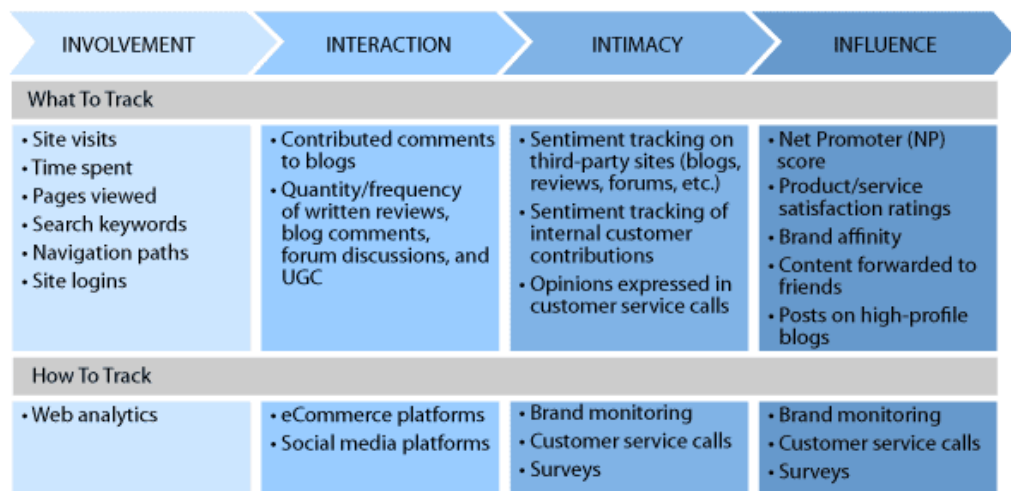 INVOLVEMENT
INTERACTION
INTIMACY
INFLUENCE
What To Track
• Site visits
• Time spent
• Pages viewed
• Search keywords
• Navigation paths
• Site logins
• Contributed comments
to blogs
• Quantity/frequency
of written reviews,
blog comments,
forum discussions, and
UGC
• Sentiment tracking on
third-party sites (blogs,
reviews, forums, etc.)
• Sentiment tracking of
internal customer
contributions
• Opinions expressed in
customer service calls
• Net Promoter (NP)
score
• Product/service
satisfaction ratings
• Brand affinity
• Content forwarded to
friends
• Posts on high-profile
blogs
How To Track
• Web analytics
• eCommerce platforms
• Social media platforms
• Brand monitoring
• Customer service calls
• Surveys
• Brand monitoring
• Customer service calls
• Surveys